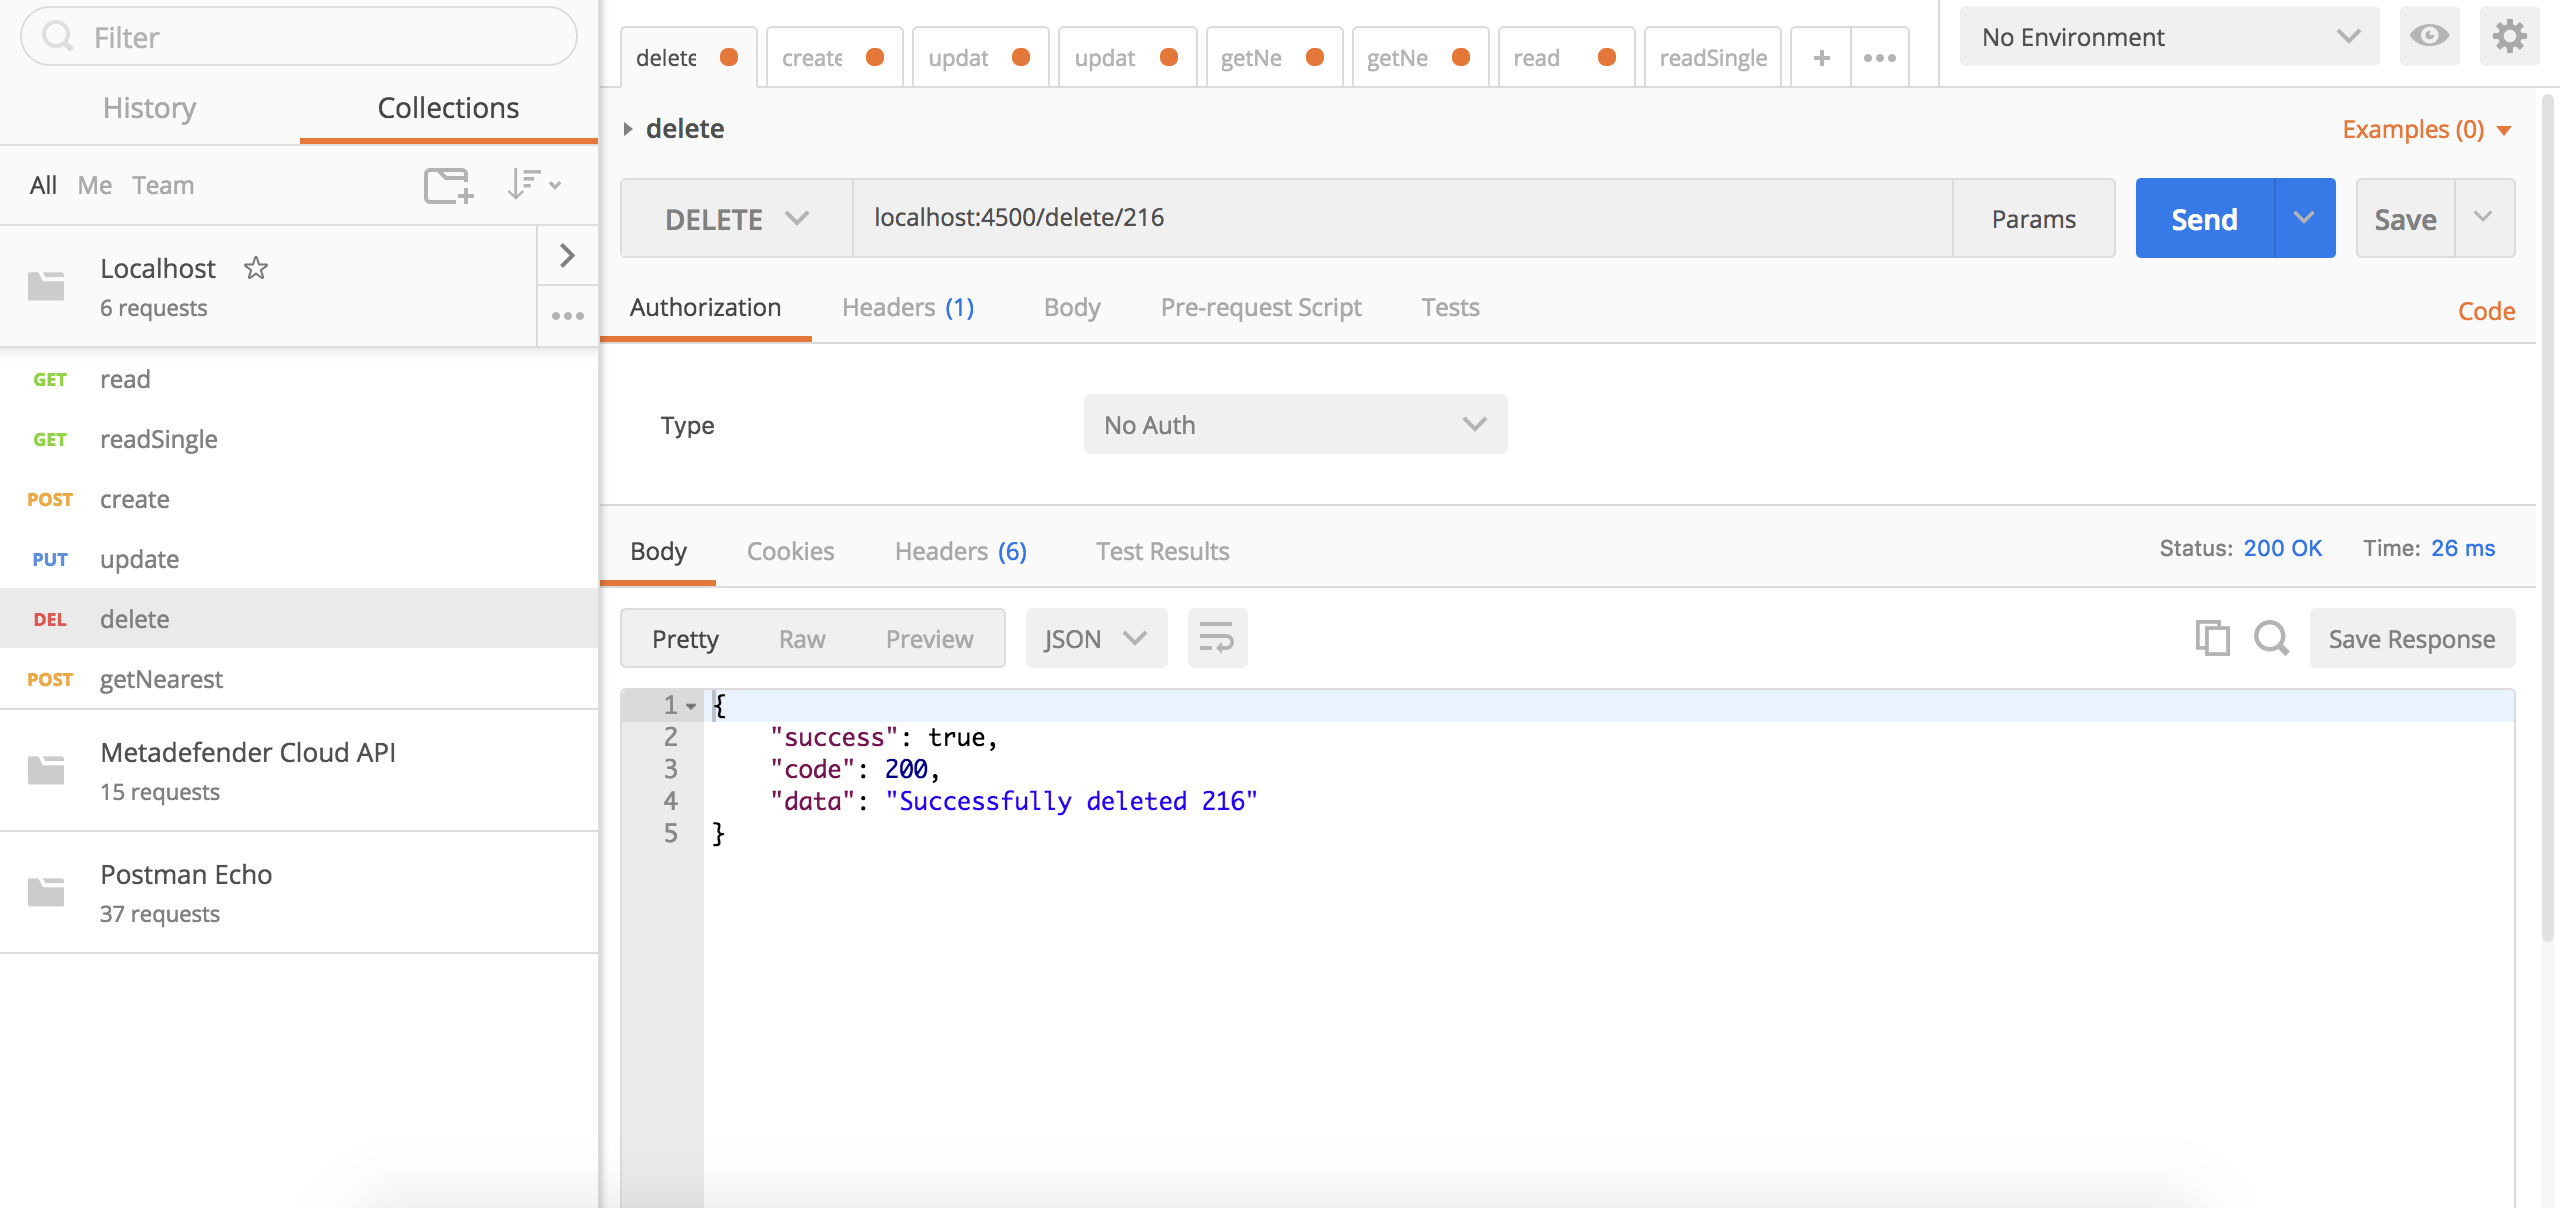 Filter
History Collections
All Me Team
Localhost
6 requests
GET read
GET readSingle
POST create
PUT update
DEL delete
POST getNearest
Metadefender Cloud API
15 requests
Postman Echo
37 requests
delete create updat updat getNe getNe read readSingle + •••
No Environment
delete
Examples (0)
DELETE localhost:4500/delete/216 Params Send Save
Authorization Headers (1) Body Pre-request Script Tests Code
Type No Auth
Body Cookies Headers (6) Test Results Status: 200 OK Time: 26 ms
Pretty Raw Preview JSON Save Response
1 {
2 "success": true,
3 "code": 200,
4 "data": "Successfully deleted 216"
5 }